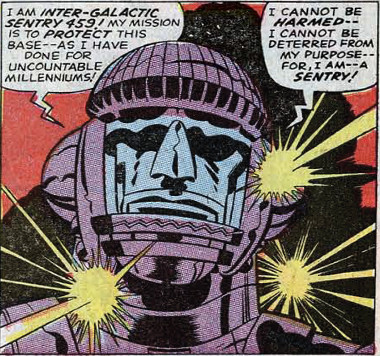 I AM INTER-GALACTIC
SENTRY 459! MY MISSION
IS TO PROTECT THIS
BASE--AS I HAVE
DONE FOR
UNCOUNTABLE
MILLENNIUMS!
I CANNOT BE
HARMED--
I CANNOT BE
DETERRED FROM
MY PURPOSE--
FOR, I AM--A
SENTRY!